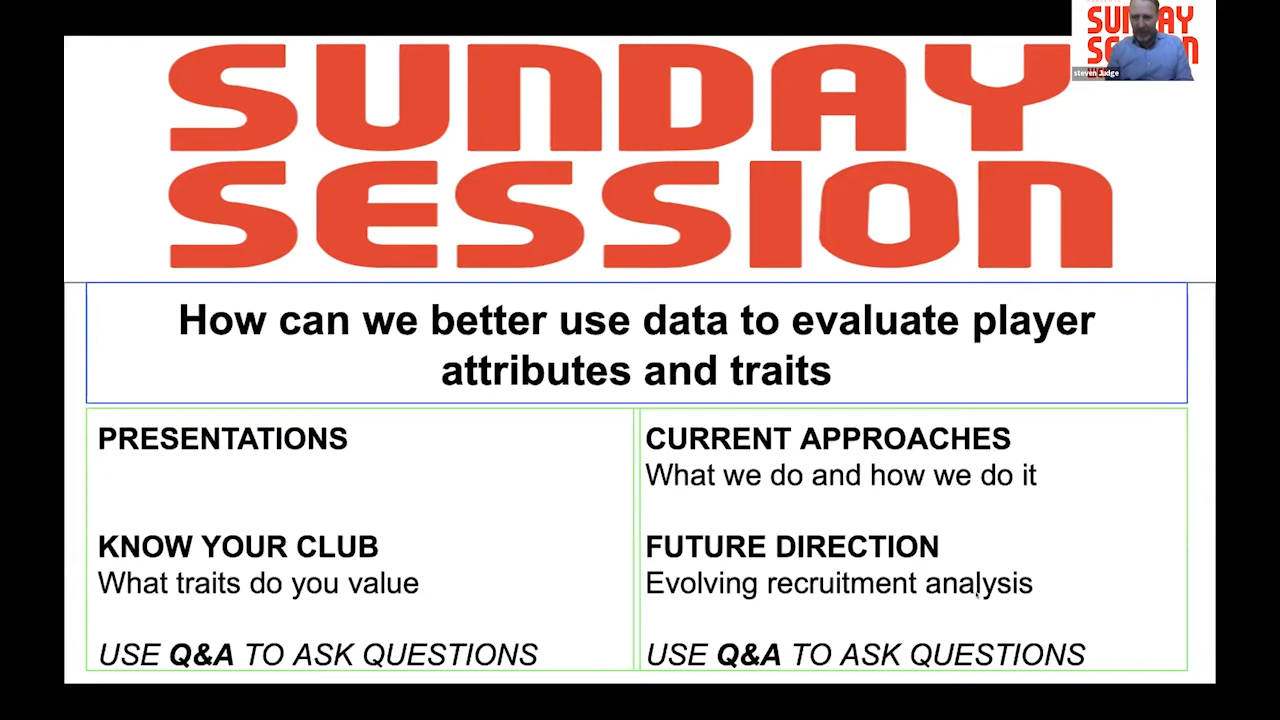 SUNDAY
SESSION
SUNDAY
SESSION
steven Judge
How can we better use data to evaluate player
attributes and traits
PRESENTATIONS
KNOW YOUR CLUB
What traits do you value
USE Q&A TO ASK QUESTIONS
CURRENT APPROACHES
What we do and how we do it
FUTURE DIRECTION
Evolving recruitment analysis
USE Q&A TO ASK QUESTIONS